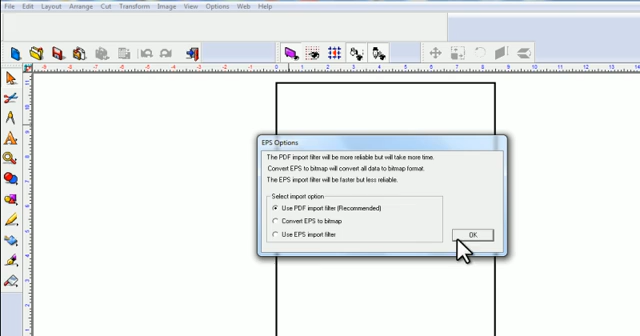 File Edit Layout Arrange Cut Transform Image View Options Web Help
EPS Options
The PDF import filter will be more reliable but will take more time.
Convert EPS to bitmap will convert all data to bitmap format.
The EPS import filter will be faster but less reliable.
Select import option
Use PDF import filter (Recommended)
Convert EPS to bitmap
Use EPS import filter
OK